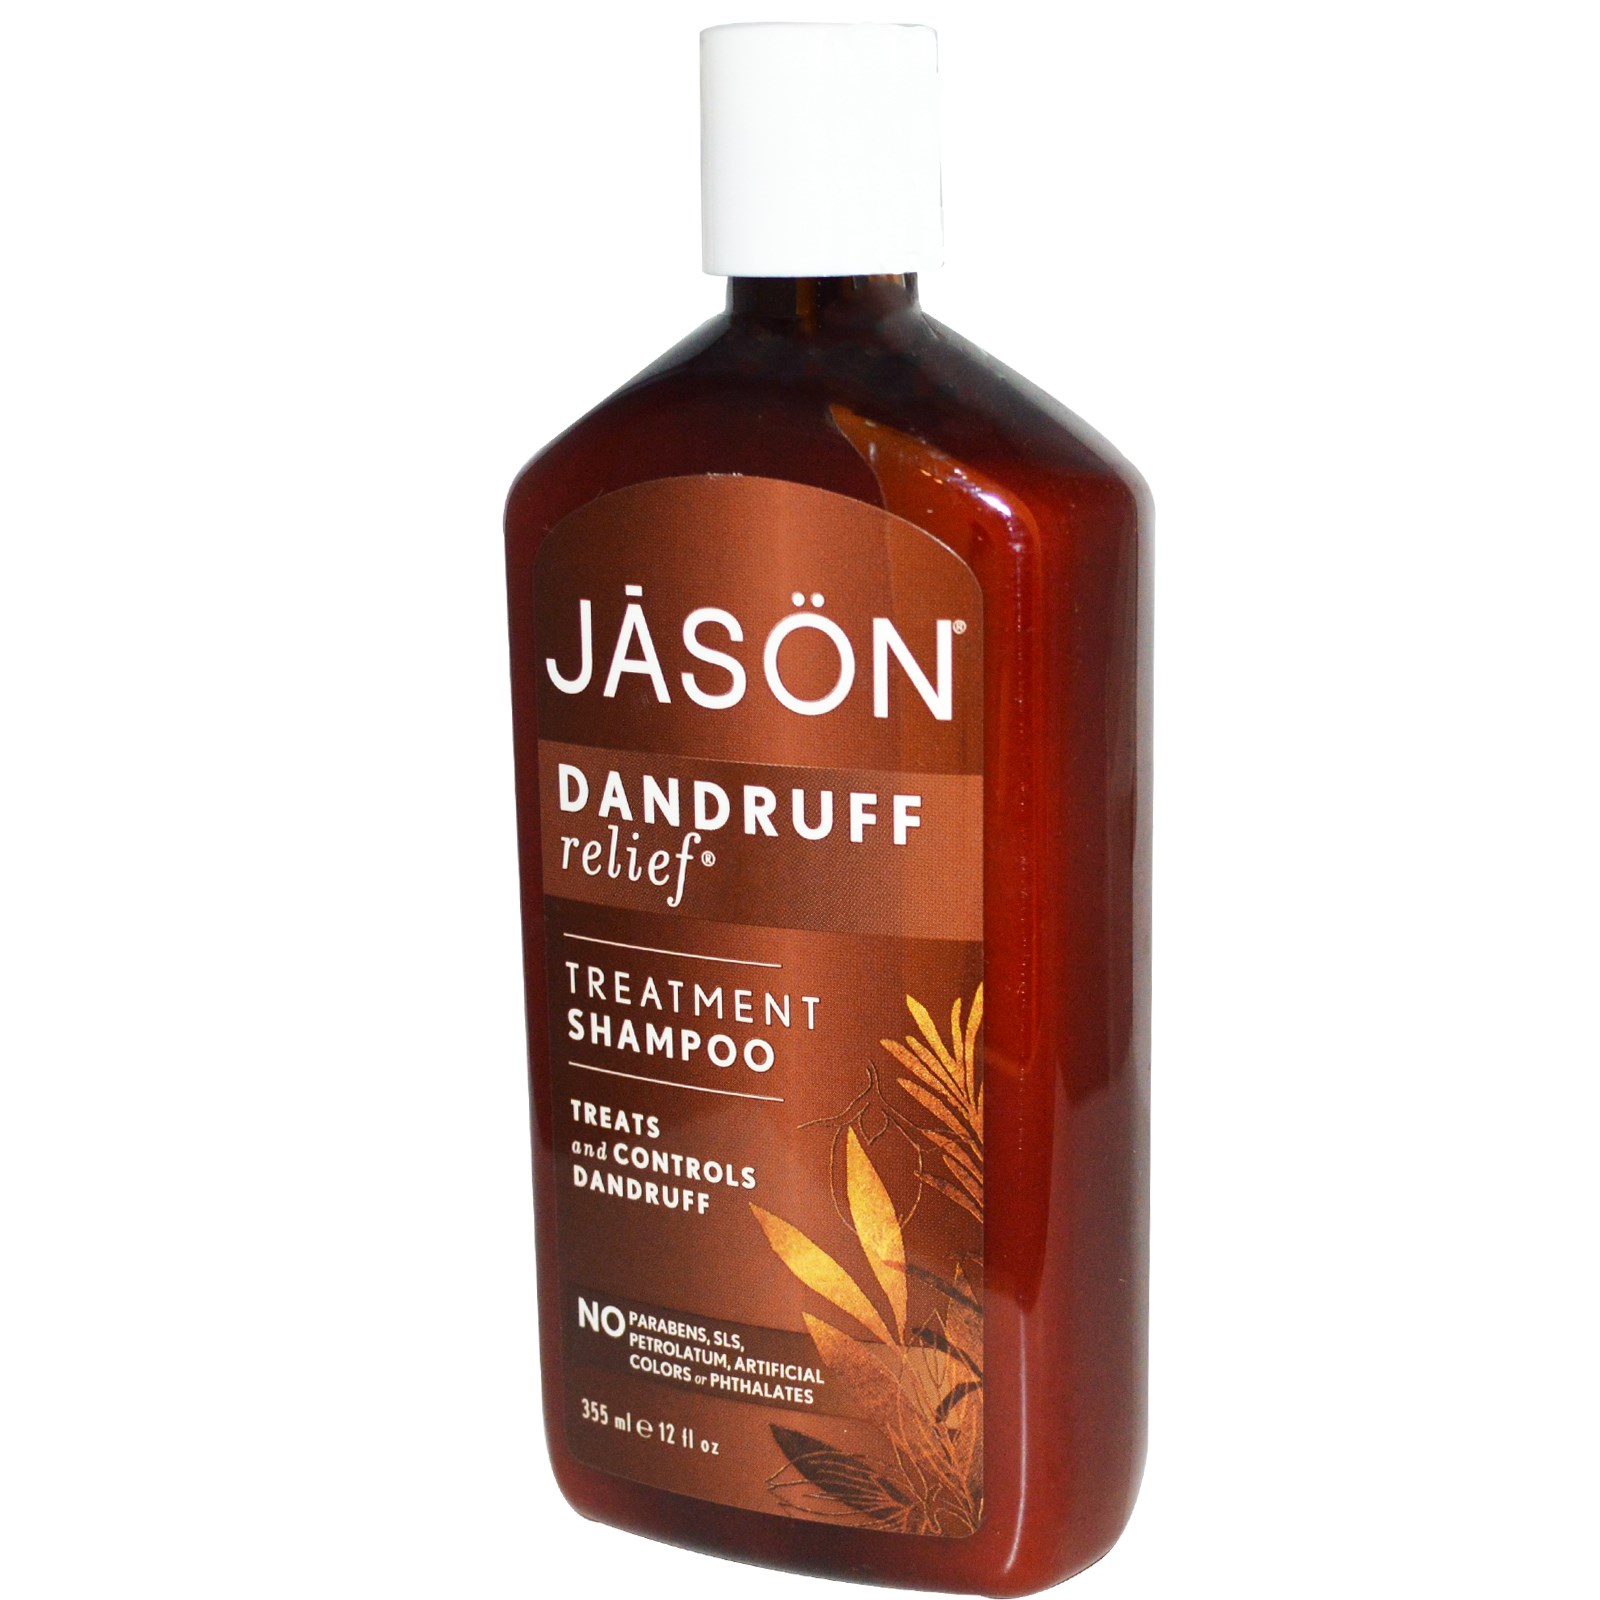 JĀSÖN®
DANDRUFF
relief®
TREATMENT
SHAMPOO
TREATS
and CONTROLS
DANDRUFF
NO PARABENS, SLS,
PETROLATUM, ARTIFICIAL
COLORS or PHTHALATES
355 ml e 12 fl oz